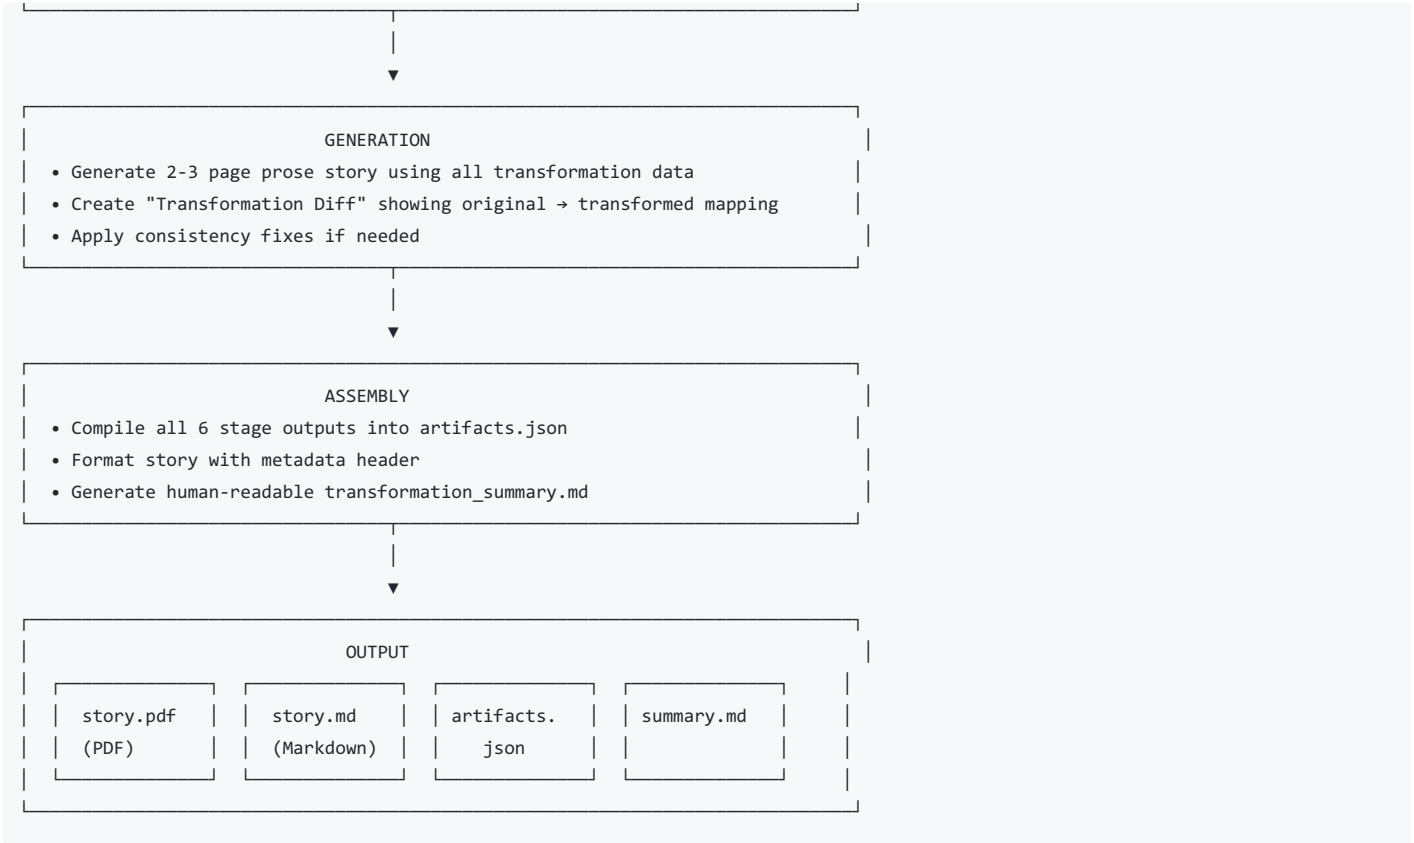 ▼
GENERATION
• Generate 2-3 page prose story using all transformation data
• Create "Transformation Diff" showing original → transformed mapping
• Apply consistency fixes if needed
▼
ASSEMBLY
• Compile all 6 stage outputs into artifacts.json
• Format story with metadata header
• Generate human-readable transformation_summary.md
▼
OUTPUT
story.pdf story.md artifacts. summary.md
(PDF) (Markdown) json